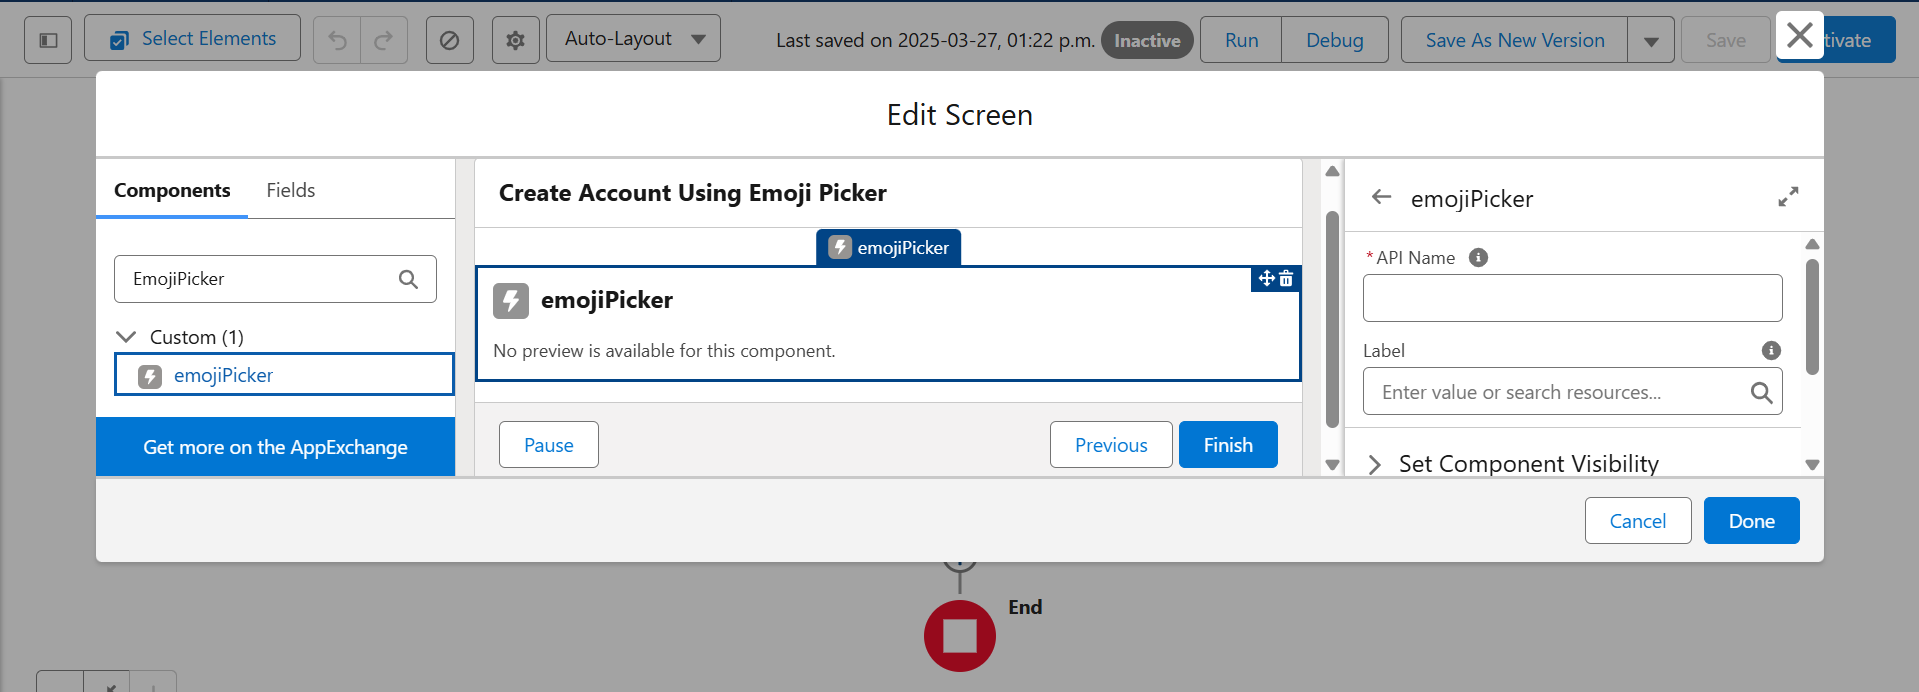 Select Elements
Auto-Layout
Last saved on 2025-03-27, 01:22 p.m.
Inactive
Run
Debug
Save As New Version
Save
tivate
Edit Screen
Components
Fields
EmojiPicker
Custom (1)
emojiPicker
Get more on the AppExchange
Create Account Using Emoji Picker
emojiPicker
emojiPicker
No preview is available for this component.
Pause
Previous
Finish
emojiPicker
*API Name
Label
Enter value or search resources...
Set Component Visibility
Cancel
Done
End